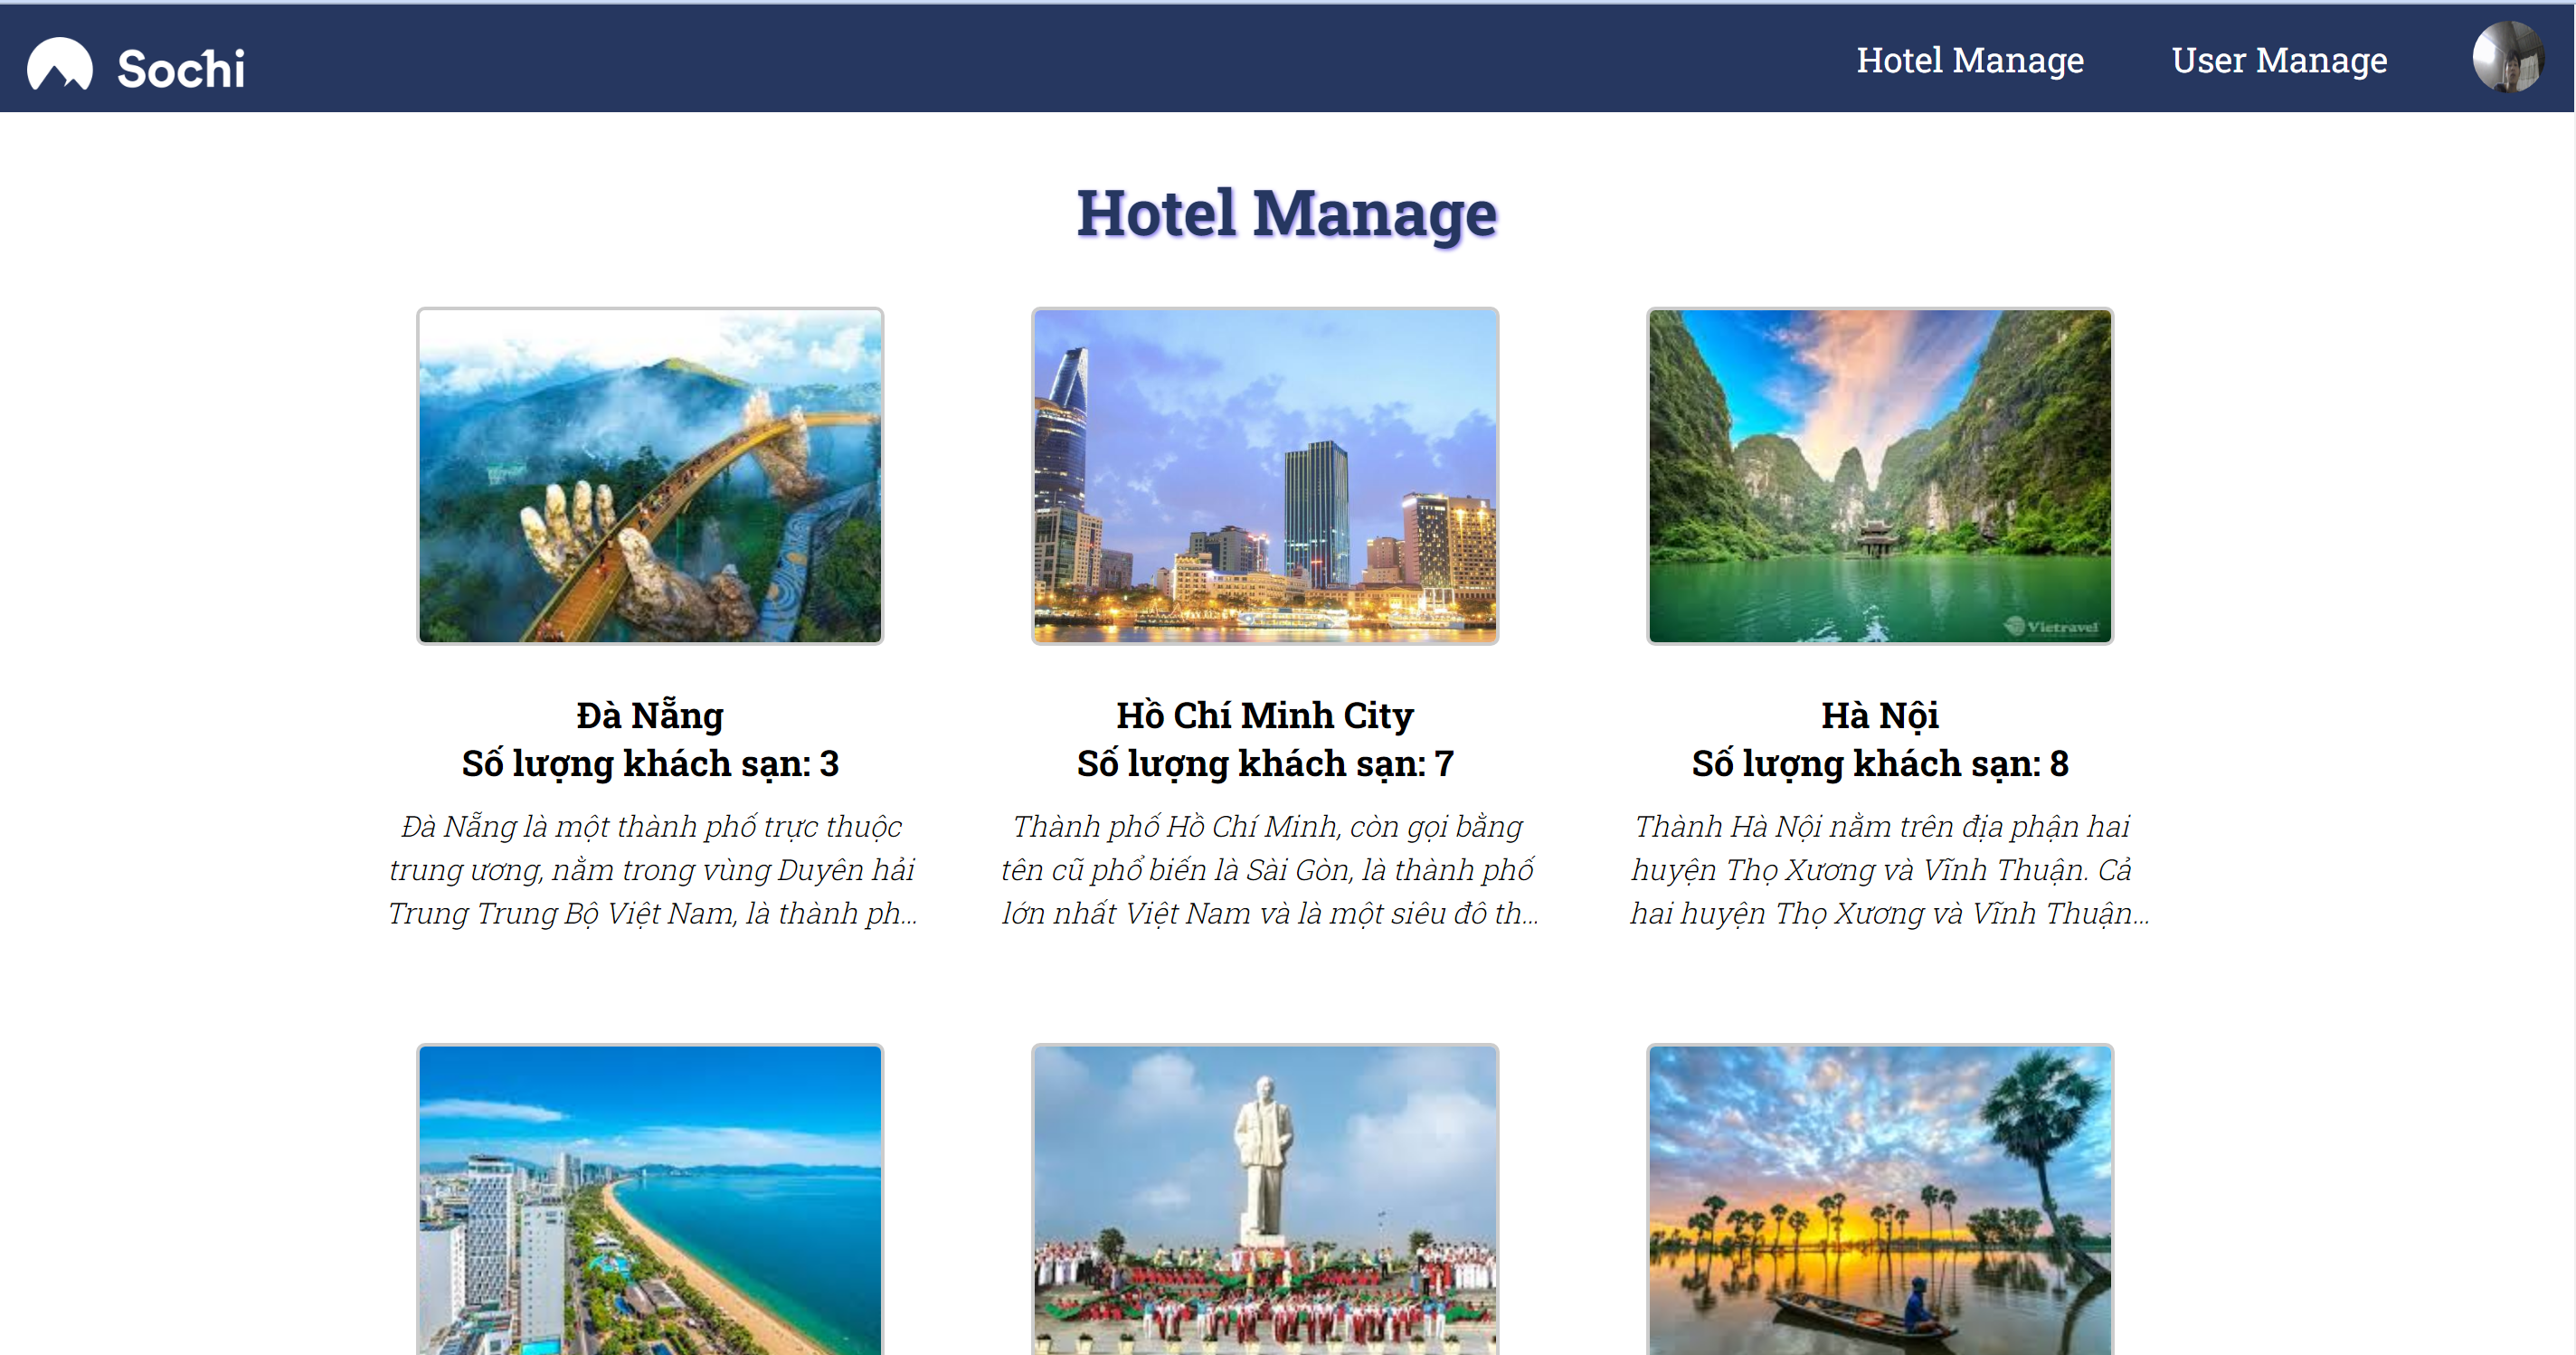 Sochi
Hotel Manage
User Manage
Hotel Manage
Vietravel
Đà Nẵng
Số lượng khách sạn: 3
Đà Nẵng là một thành phố trực thuộc
trung ương, nằm trong vùng Duyên hải
Trung Trung Bộ Việt Nam, là thành ph...
Hồ Chí Minh City
Số lượng khách sạn: 7
Thành phố Hồ Chí Minh, còn gọi bằng
tên cũ phổ biến là Sài Gòn, là thành phố
lớn nhất Việt Nam và là một siêu đô th...
Hà Nội
Số lượng khách sạn: 8
Thành Hà Nội nằm trên địa phận hai
huyện Thọ Xương và Vĩnh Thuận. Cả
hai huyện Thọ Xương và Vĩnh Thuận...